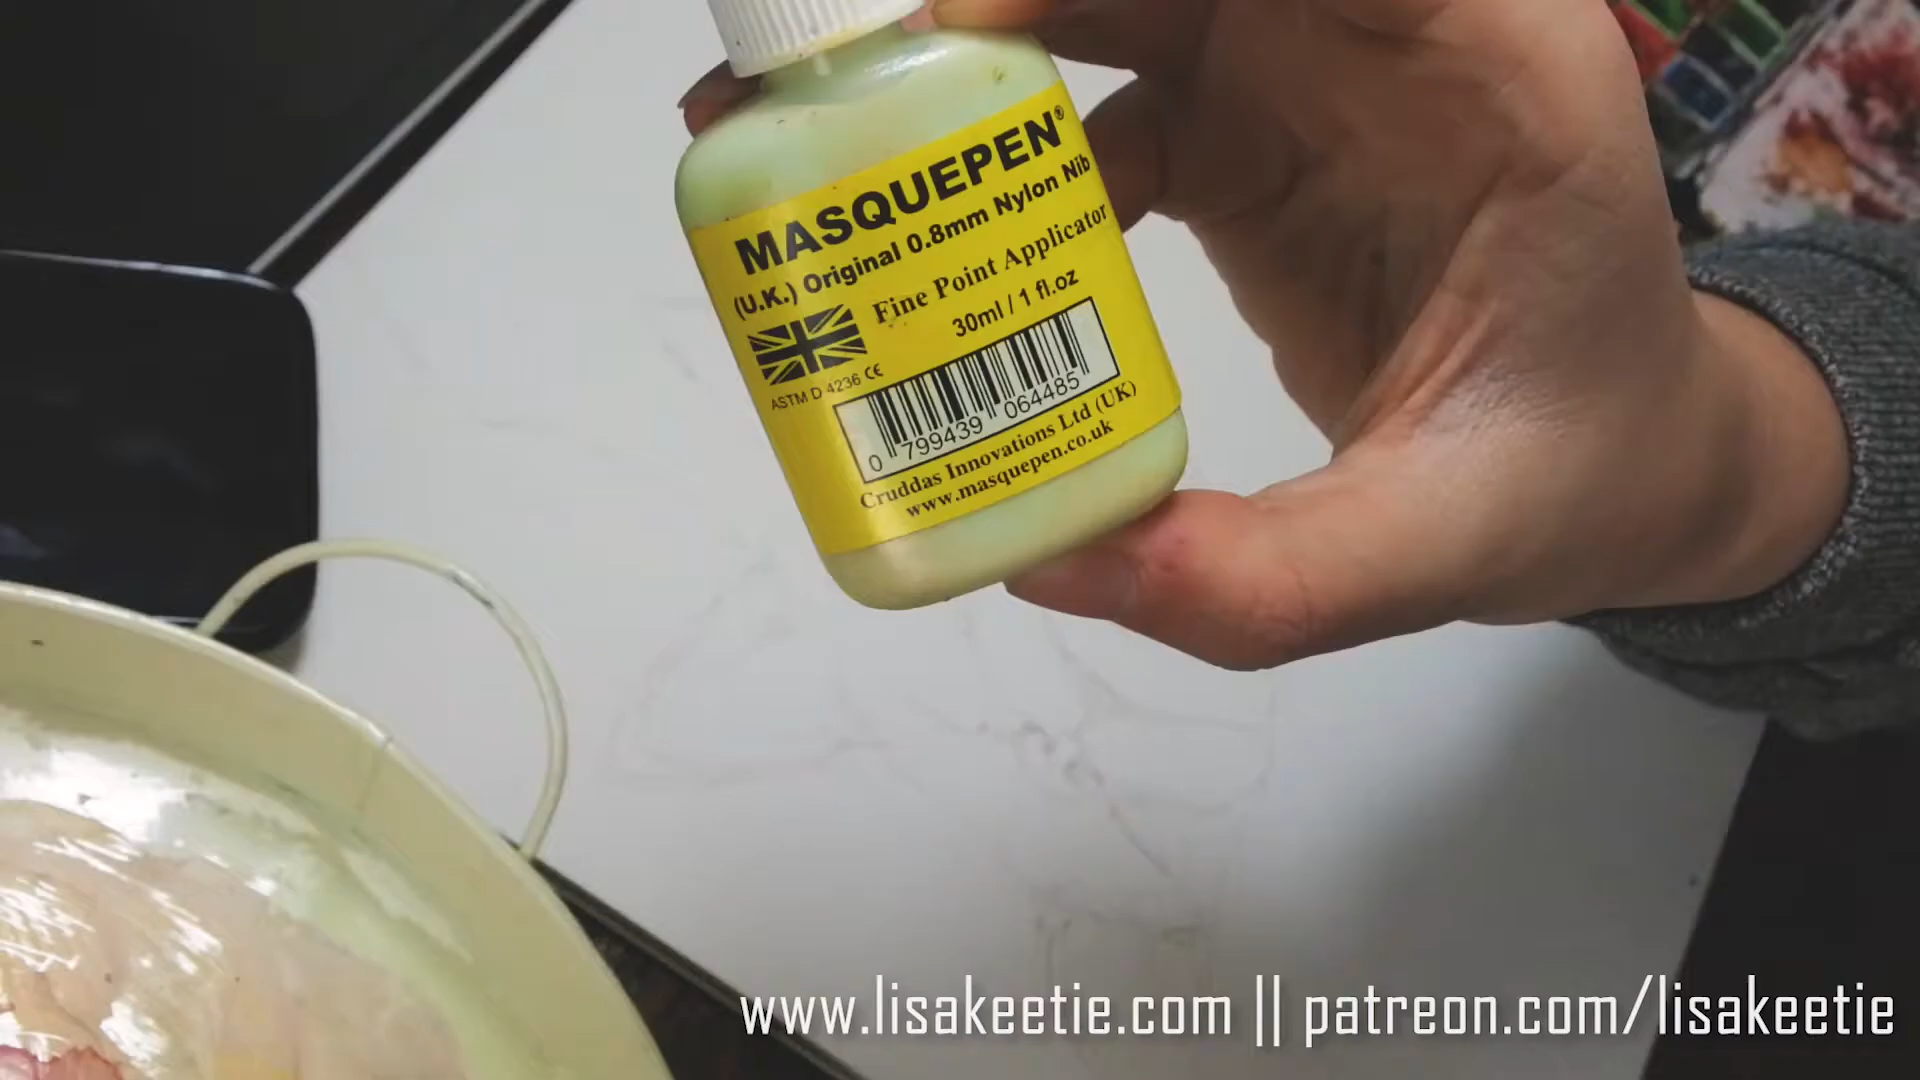 MASQUEPEN®
(U.K.) Original 0.8mm Nylon Nib
Fine Point Applicator
30ml / 1 fl.oz
ASTM D 4236 CE
0 799439 064485
Cruddas Innovations Ltd (UK)
www.masquepen.co.uk
www.lisakeetie.com || patreon.com/lisakeetie